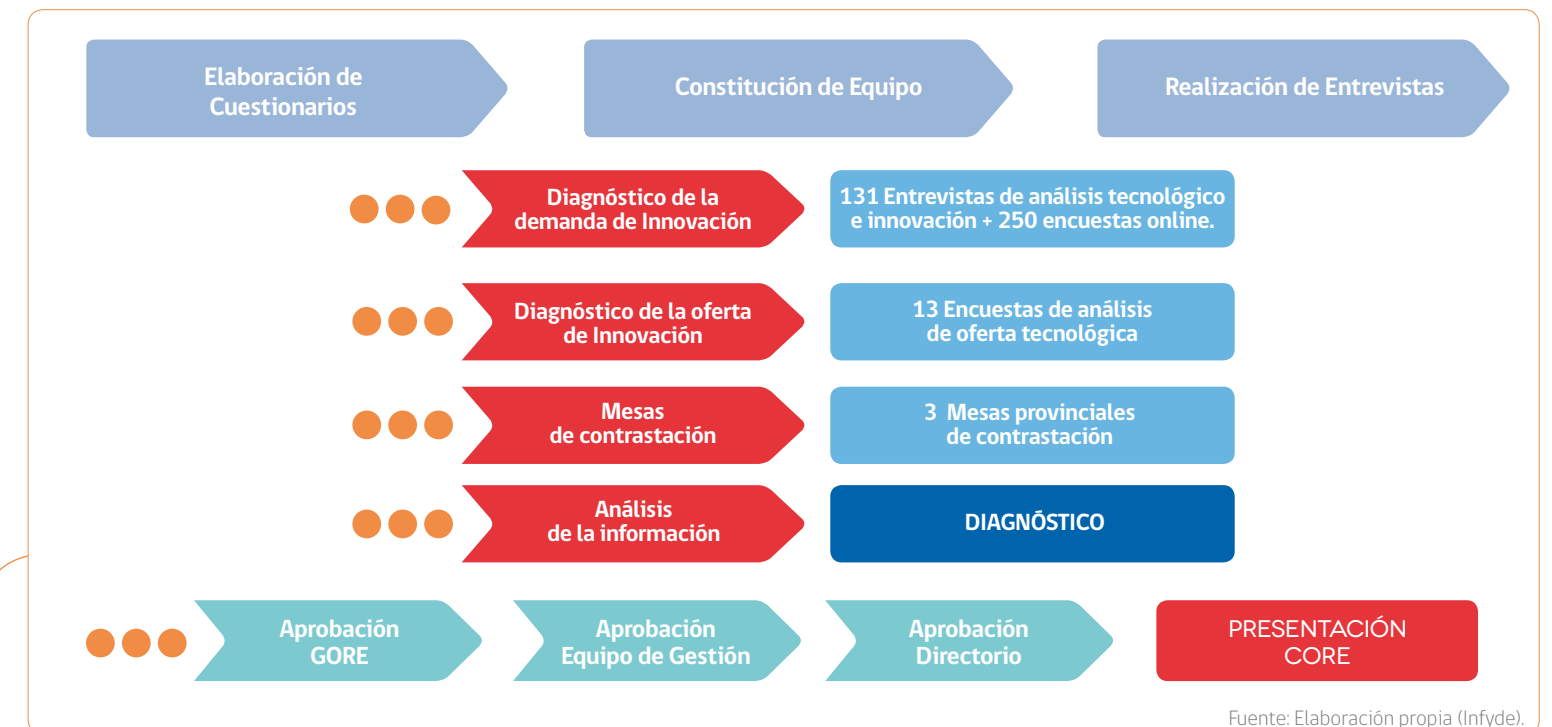 Elaboración de
Cuestionarios
Constitución de Equipo
Realización de Entrevistas
Diagnóstico de la
demanda de Innovación
131 Entrevistas de análisis tecnológico
e innovación + 250 encuestas online.
Diagnóstico de la oferta
de Innovación
13 Encuestas de análisis
de oferta tecnológica
Mesas
de contrastación
3 Mesas provinciales
de contrastación
Análisis
de la información
DIAGNÓSTICO
Aprobación
GORE
Aprobación
Equipo de Gestión
Aprobación
Directorio
PRESENTACIÓN
CORE
Fuente: Elaboración propia (Infyde).